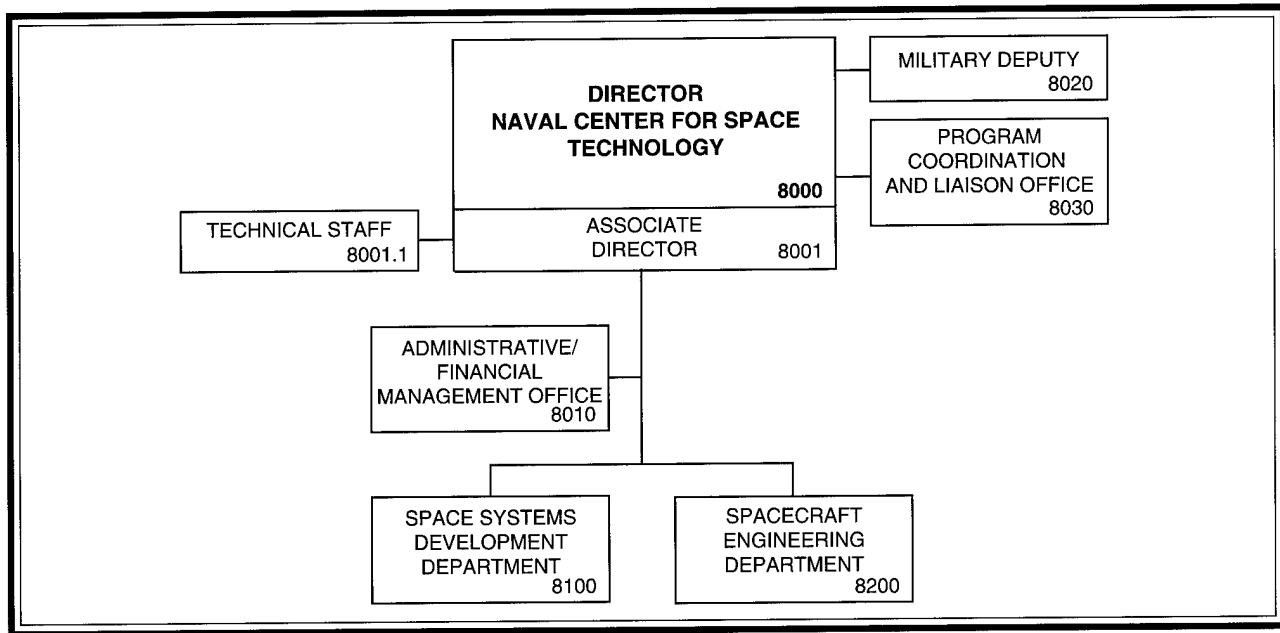 DIRECTOR
NAVAL CENTER FOR SPACE
TECHNOLOGY
8000
MILITARY DEPUTY
8020
PROGRAM
COORDINATION
AND LIAISON OFFICE
8030
TECHNICAL STAFF
8001.1
ASSOCIATE
DIRECTOR
8001
ADMINISTRATIVE/
FINANCIAL
MANAGEMENT OFFICE
8010
SPACE SYSTEMS
DEVELOPMENT
DEPARTMENT
8100
SPACECRAFT
ENGINEERING
DEPARTMENT
8200